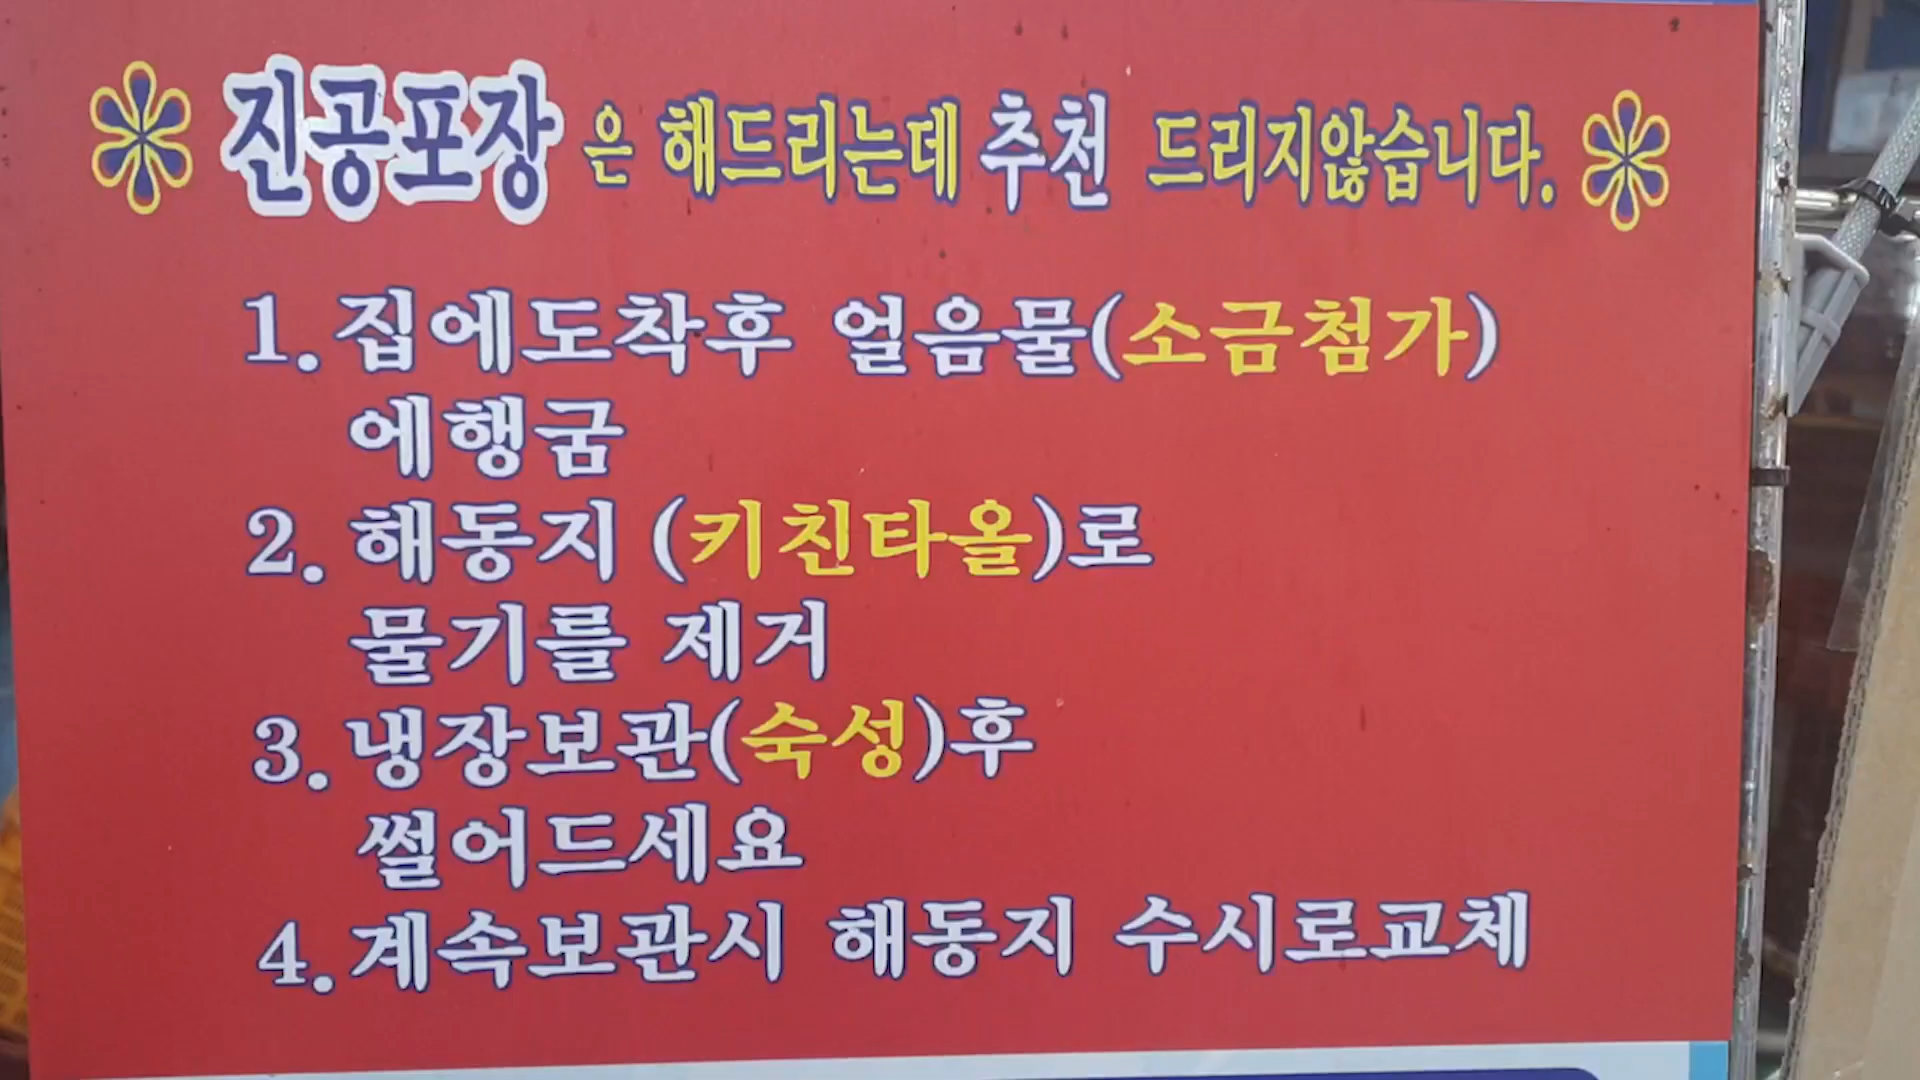 진공포장은 해드리는데 추천 드리지않습니다.
1. 집에도착후 얼음물(소금첨가)
에행굼
2. 해동지 (키친타올)로
물기를 제거
3. 냉장보관(숙성)후
썰어드세요
4. 계속보관시 해동지 수시로교체